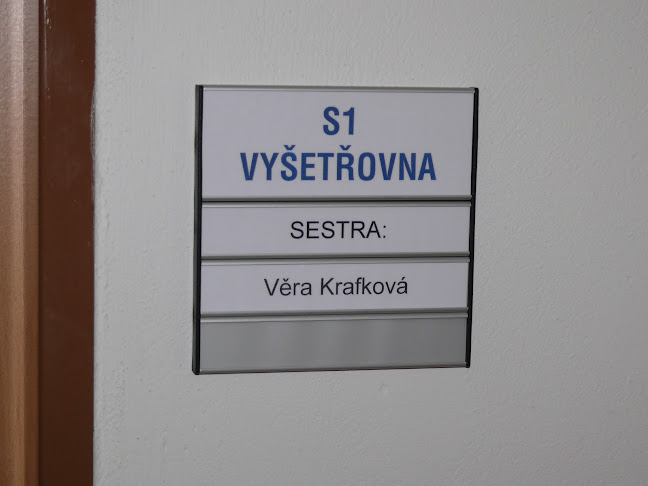 S1
VYŠETŘOVNA
SESTRA:
Věra Krafková